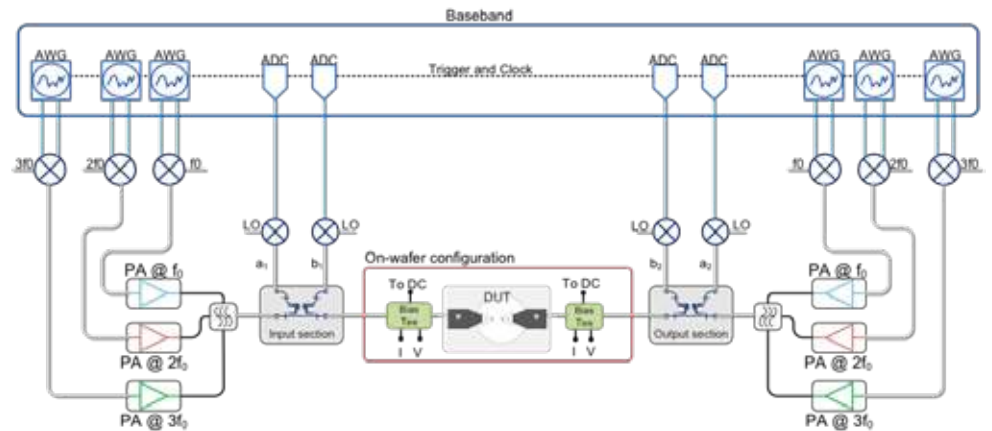 Baseband
AWG AWG AWG ADC ADC ADC ADC AWG AWG AWG
Trigger and Clock
3f0 2f0 f0 f0 2f0 3f0
LO LO LO LO
On-wafer configuration
a₁ b₁ b₂ a₂
PA @ f₀ To DC To DC PA @ f₀
DUT
Bias Bias
Tee Tee
Input section Output section
I V I V
PA @ 2f₀ PA @ 2f₀
PA @ 3f₀ PA @ 3f₀